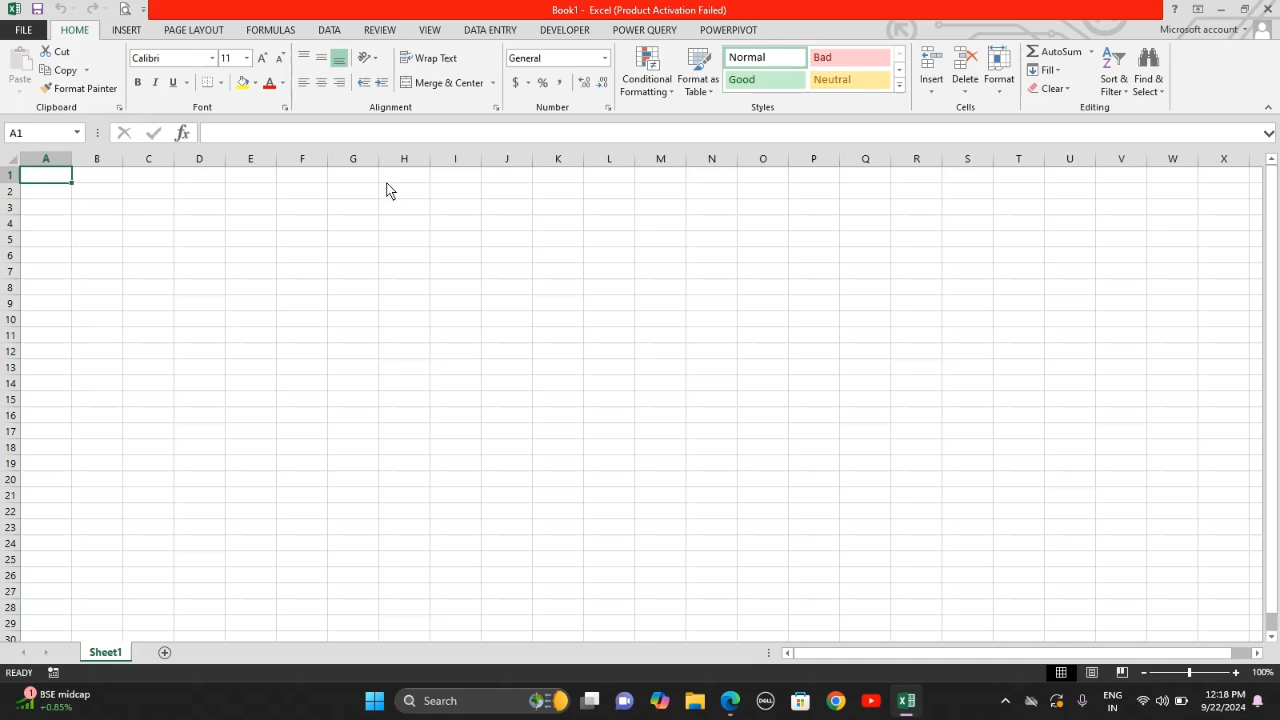 Book1 - Excel (Product Activation Failed)
FILE HOME INSERT PAGE LAYOUT FORMULAS DATA REVIEW VIEW DATA ENTRY DEVELOPER POWER QUERY POWERPIVOT Microsoft account
Paste
Cut
Copy
Format Painter
Clipboard
Calibri 11
B I U
Font
Wrap Text
Merge & Center
Alignment
General
$ % ,
Number
Conditional Formatting
Format as Table
Normal Bad
Good Neutral
Styles
Insert Delete Format
Cells
AutoSum
Fill
Clear
Sort & Filter
Find & Select
Editing
A1 fx
A B C D E F G H I J K L M N O P Q R S T U V W X
1
2
3
4
5
6
7
8
9
10
11
12
13
14
15
16
17
18
19
20
21
22
23
24
25
26
27
28
29
30
Sheet1
READY 100%
1 BSE midcap
+0.85%
Search
ENG
IN
12:18 PM
9/22/2024